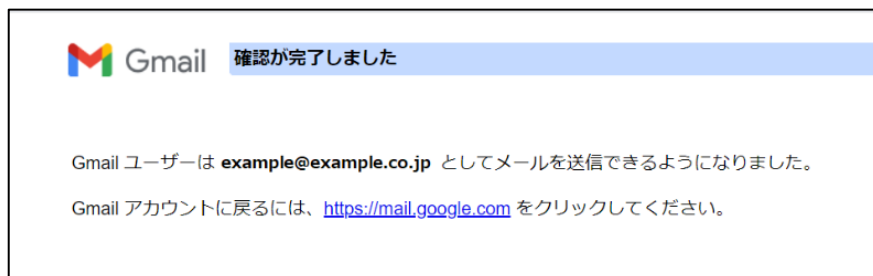 Gmail 確認が完了しました
Gmail ユーザーは example@example.co.jp としてメールを送信できるようになりました。
Gmail アカウントに戻るには、https://mail.google.com をクリックしてください。